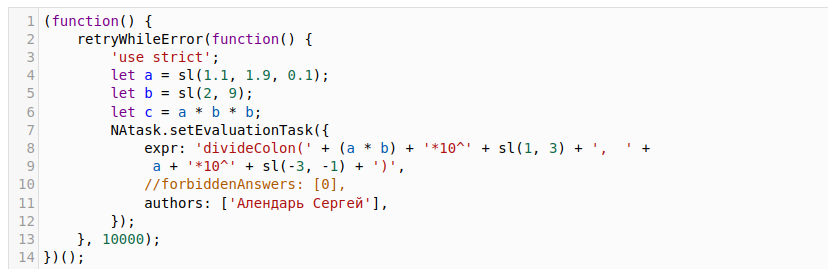 1 (function() {
2     retryWhileError(function() {
3         'use strict';
4         let a = sl(1.1, 1.9, 0.1);
5         let b = sl(2, 9);
6         let c = a * b * b;
7         NAtask.setEvaluationTask({
8             expr: 'divideColon(' + (a * b) + '*10^' + sl(1, 3) + ',  ' +
9              a + '*10^' + sl(-3, -1) + ')',
10             //forbiddenAnswers: [0],
11             authors: ['Алендарь Сергей'],
12         });
13     }, 10000);
14 })();